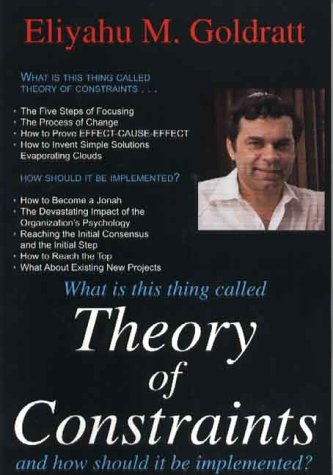 Eliyahu M. Goldratt
WHAT IS THIS THING CALLED
THEORY OF CONSTRAINTS . . .
• The Five Steps of Focusing
• The Process of Change
• How to Prove EFFECT-CAUSE-EFFECT
• How to Invent Simple Solutions
Evaporating Clouds
HOW SHOULD IT BE IMPLEMENTED?
• How to Become a Jonah
• The Devastating Impact of the
Organization's Psychology
• Reaching the Initial Consensus
and the Initial Step
• How to Reach the Top
• What About Existing New Projects
What is this thing called
Theory
of
Constraints
and how should it be implemented?